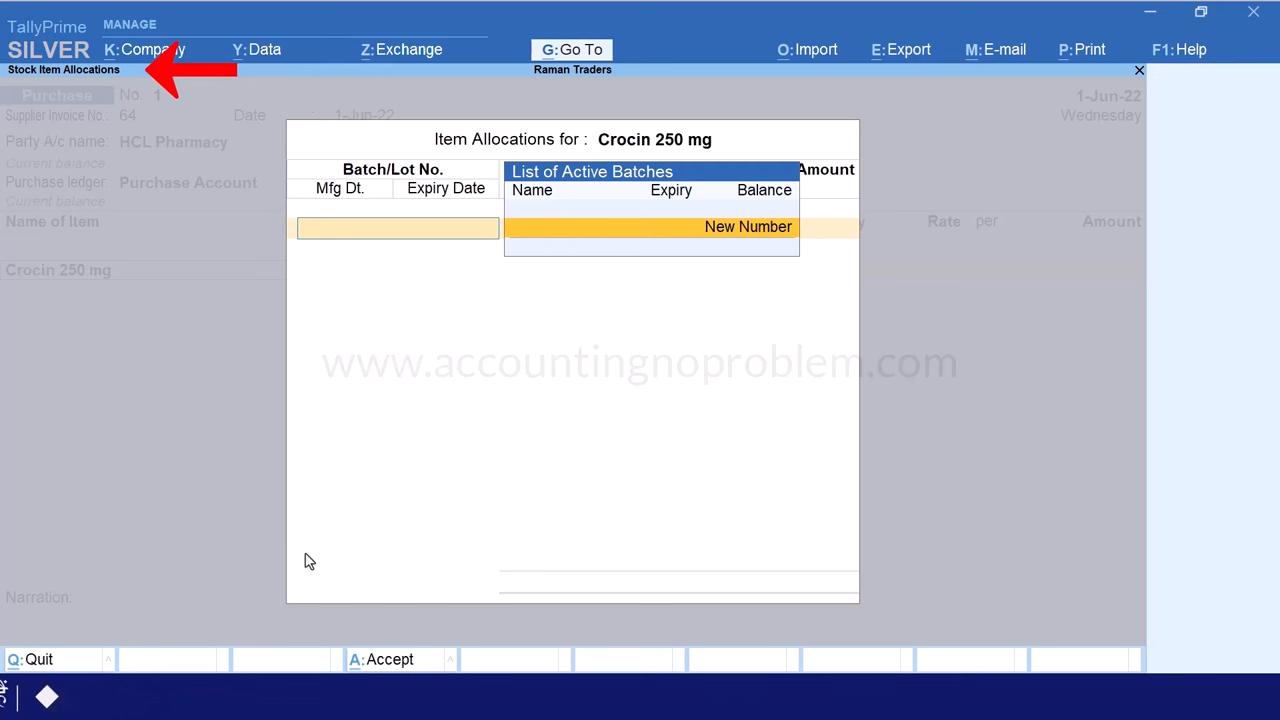 TallyPrime MANAGE
SILVER K:Company Y:Data Z:Exchange G:Go To O:Import E:Export M:E-mail P:Print F1:Help
Stock Item Allocations Raman Traders
Purchase No. 1 1-Jun-22
Supplier Invoice No.: 64 Date : 1-Jun-22 Wednesday
Party A/c name: HCL Pharmacy
Current balance
Purchase ledger: Purchase Account
Current balance
Name of Item Rate per Amount
Crocin 250 mg
Item Allocations for : Crocin 250 mg
Batch/Lot No. Amount
Mfg Dt. Expiry Date
List of Active Batches
Name Expiry Balance
New Number
www.accountingnoproblem.com
Narration:
Q:Quit A:Accept